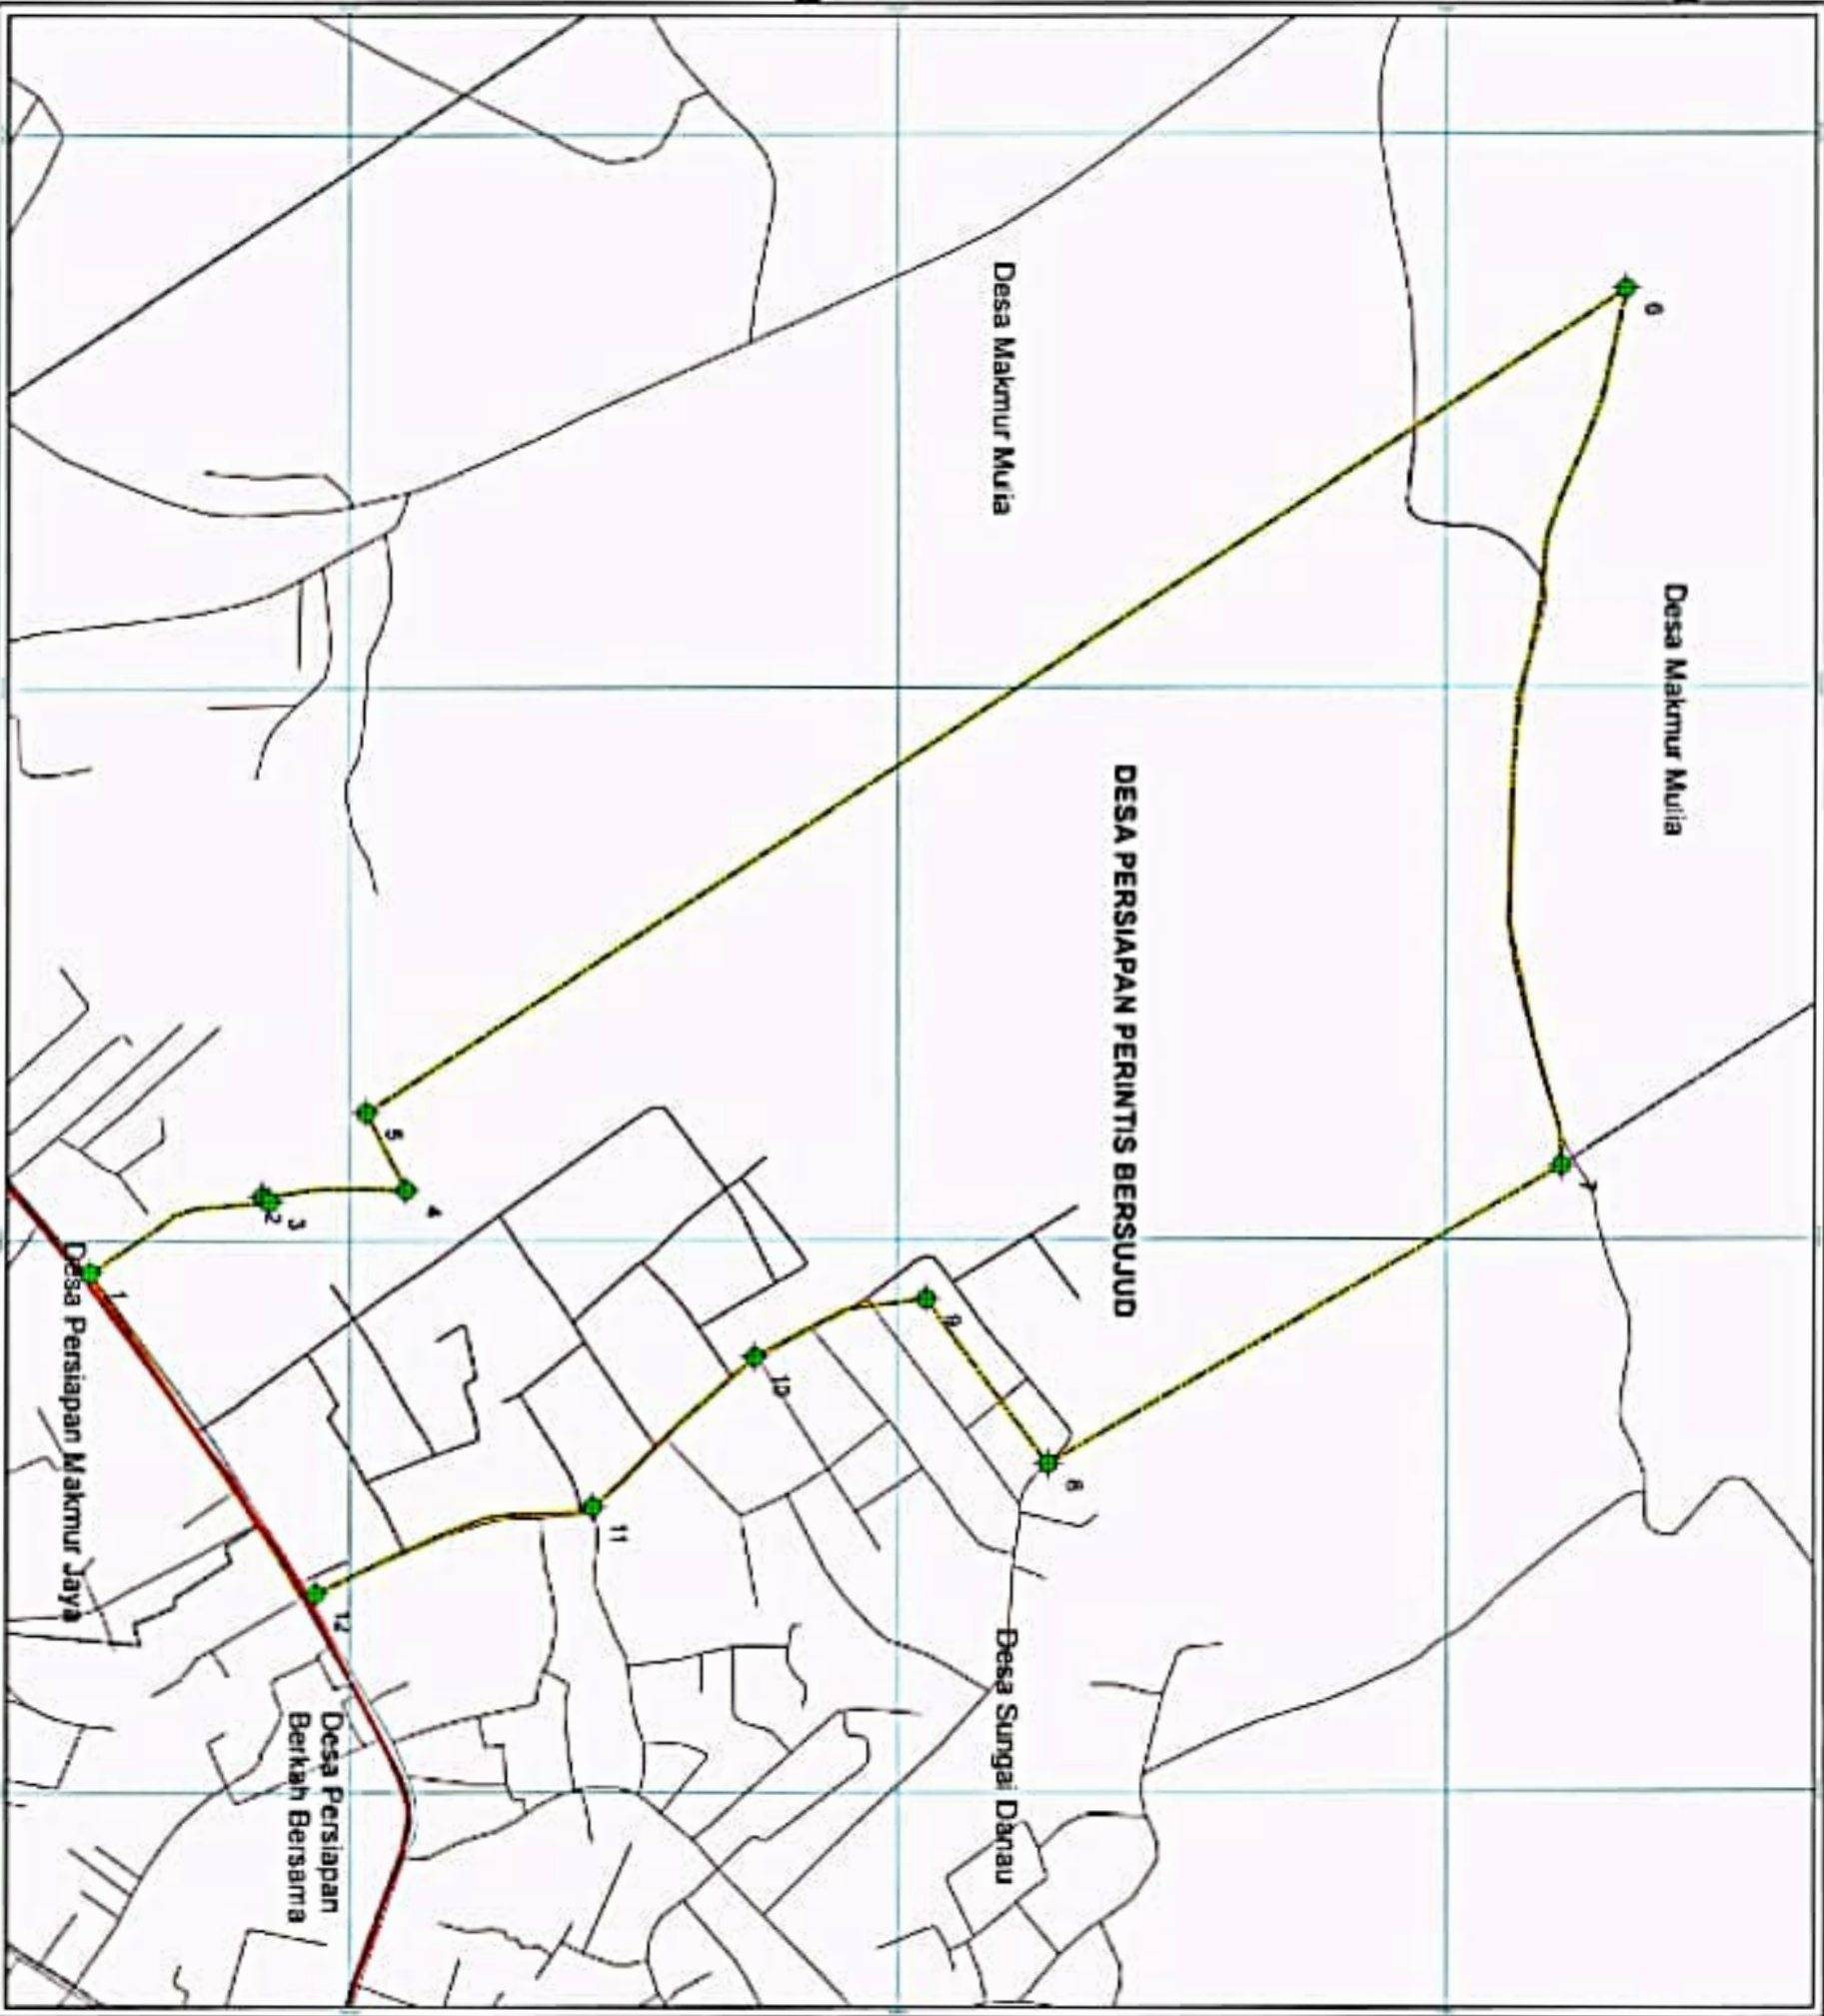 6
Desa Makmur Mulia
Desa Makmur Mulia
DESA PERSIAPAN PERINTIS BERSUJUD
7
5
4
3
2
1
9
8
10
11
12
Desa Persiapan Makmur Jaya
Desa Sungai Danau
Desa Persiapan
Berkah Bersama